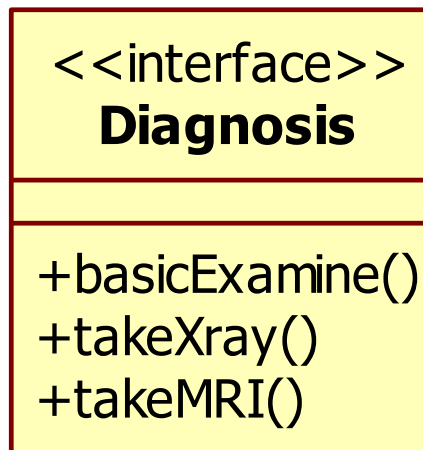 <<interface>>
Diagnosis
+basicExamine()
+takeXray()
+takeMRI()